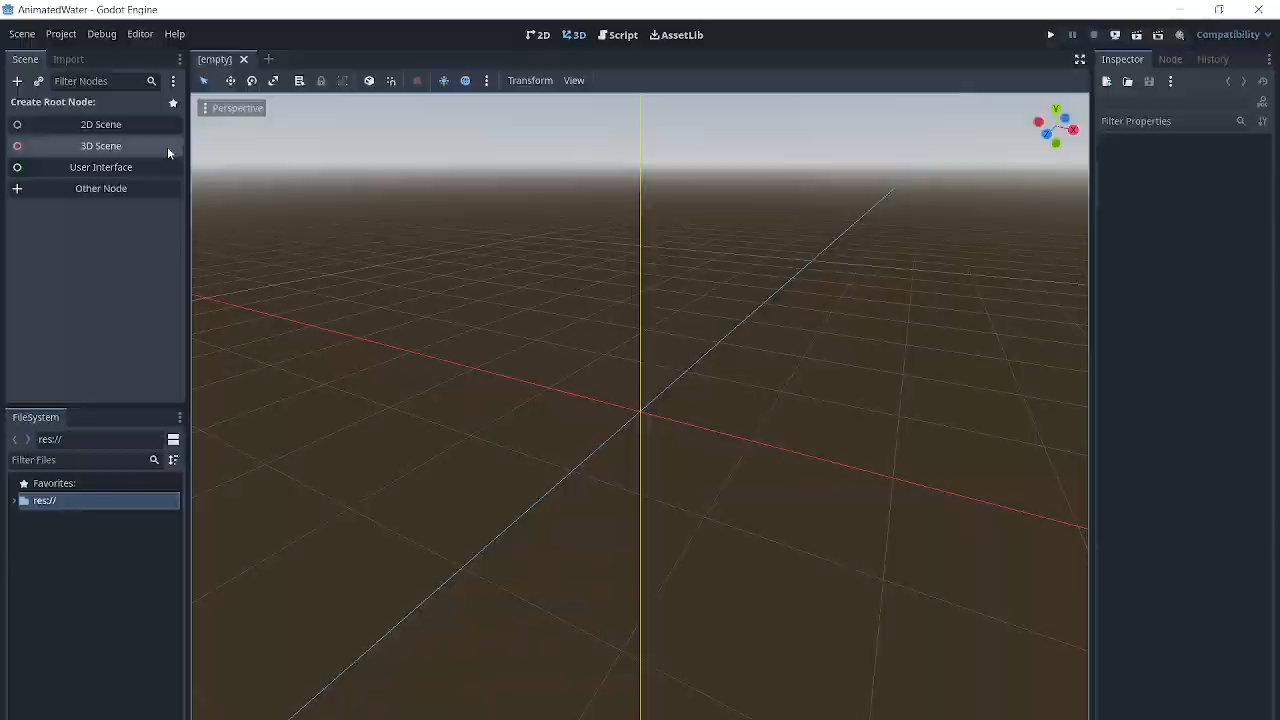 AnimatedWater - Godot Engine
Scene Project Debug Editor Help
2D 3D Script AssetLib
Compatibility
Scene Import
[empty]
Inspector Node History
Filter Nodes
Transform View
Create Root Node:
Perspective
Y
X
Z
2D Scene
3D Scene
User Interface
Other Node
Filter Properties
FileSystem
res://
Filter Files
Favorites:
res://